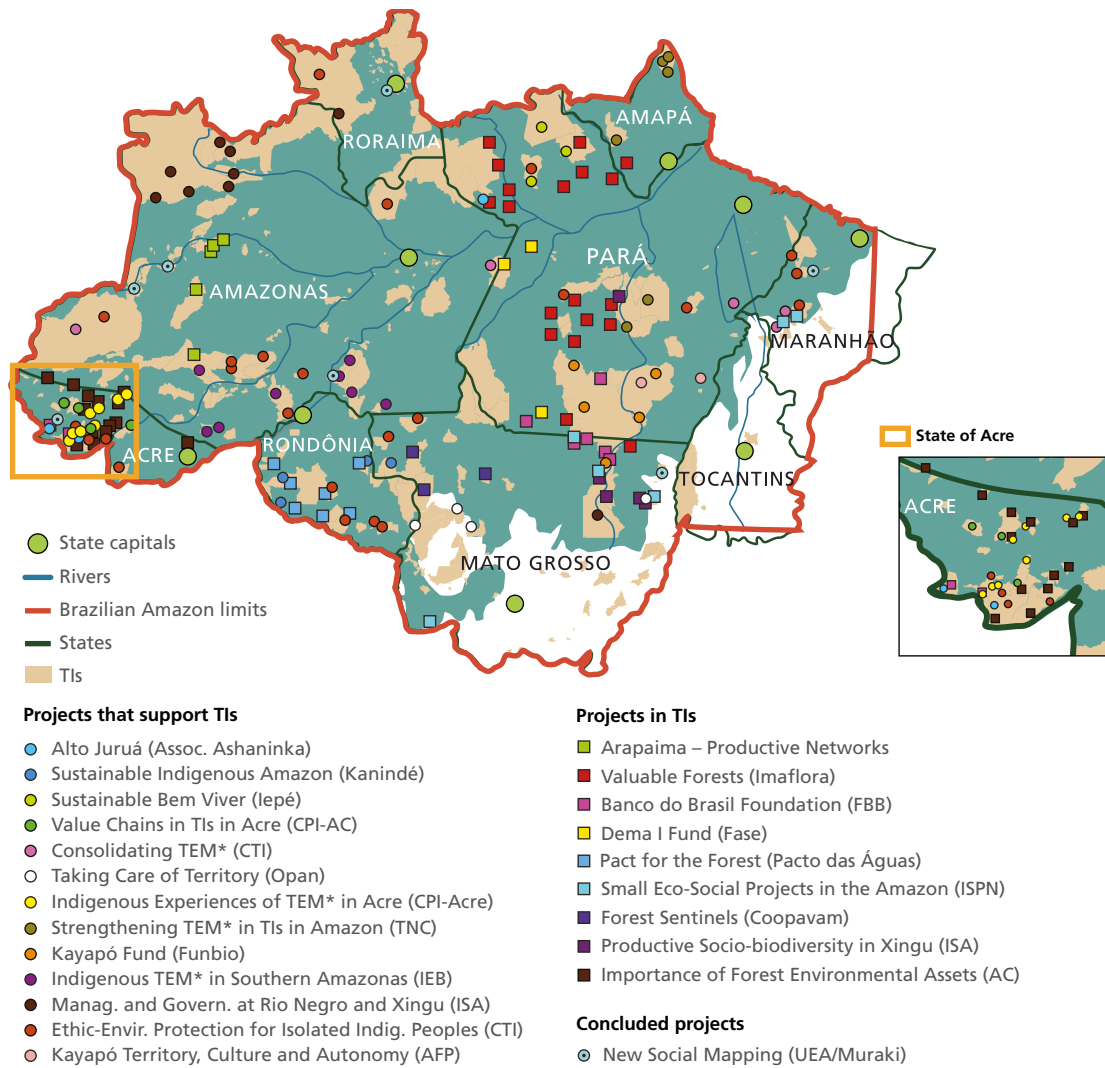 AMAPÁ
RORAIMA
PARÁ
AMAZONAS
MARANHÃO
State of Acre
RONDÔNIA
ACRE
TOCANTINS
ACRE
MATO GROSSO
State capitals
Rivers
Brazilian Amazon limits
States
TIs
Projects that support TIs
Alto Juruá (Assoc. Ashaninka)
Sustainable Indigenous Amazon (Kanindé)
Sustainable Bem Viver (Iepé)
Value Chains in TIs in Acre (CPI-AC)
Consolidating TEM* (CTI)
Taking Care of Territory (Opan)
Indigenous Experiences of TEM* in Acre (CPI-Acre)
Strengthening TEM* in TIs in Amazon (TNC)
Kayapó Fund (Funbio)
Indigenous TEM* in Southern Amazonas (IEB)
Manag. and Govern. at Rio Negro and Xingu (ISA)
Ethic-Envir. Protection for Isolated Indig. Peoples (CTI)
Kayapó Territory, Culture and Autonomy (AFP)
Projects in TIs
Arapaima – Productive Networks
Valuable Forests (Imaflora)
Banco do Brasil Foundation (FBB)
Dema I Fund (Fase)
Pact for the Forest (Pacto das Águas)
Small Eco-Social Projects in the Amazon (ISPN)
Forest Sentinels (Coopavam)
Productive Socio-biodiversity in Xingu (ISA)
Importance of Forest Environmental Assets (AC)
Concluded projects
New Social Mapping (UEA/Muraki)